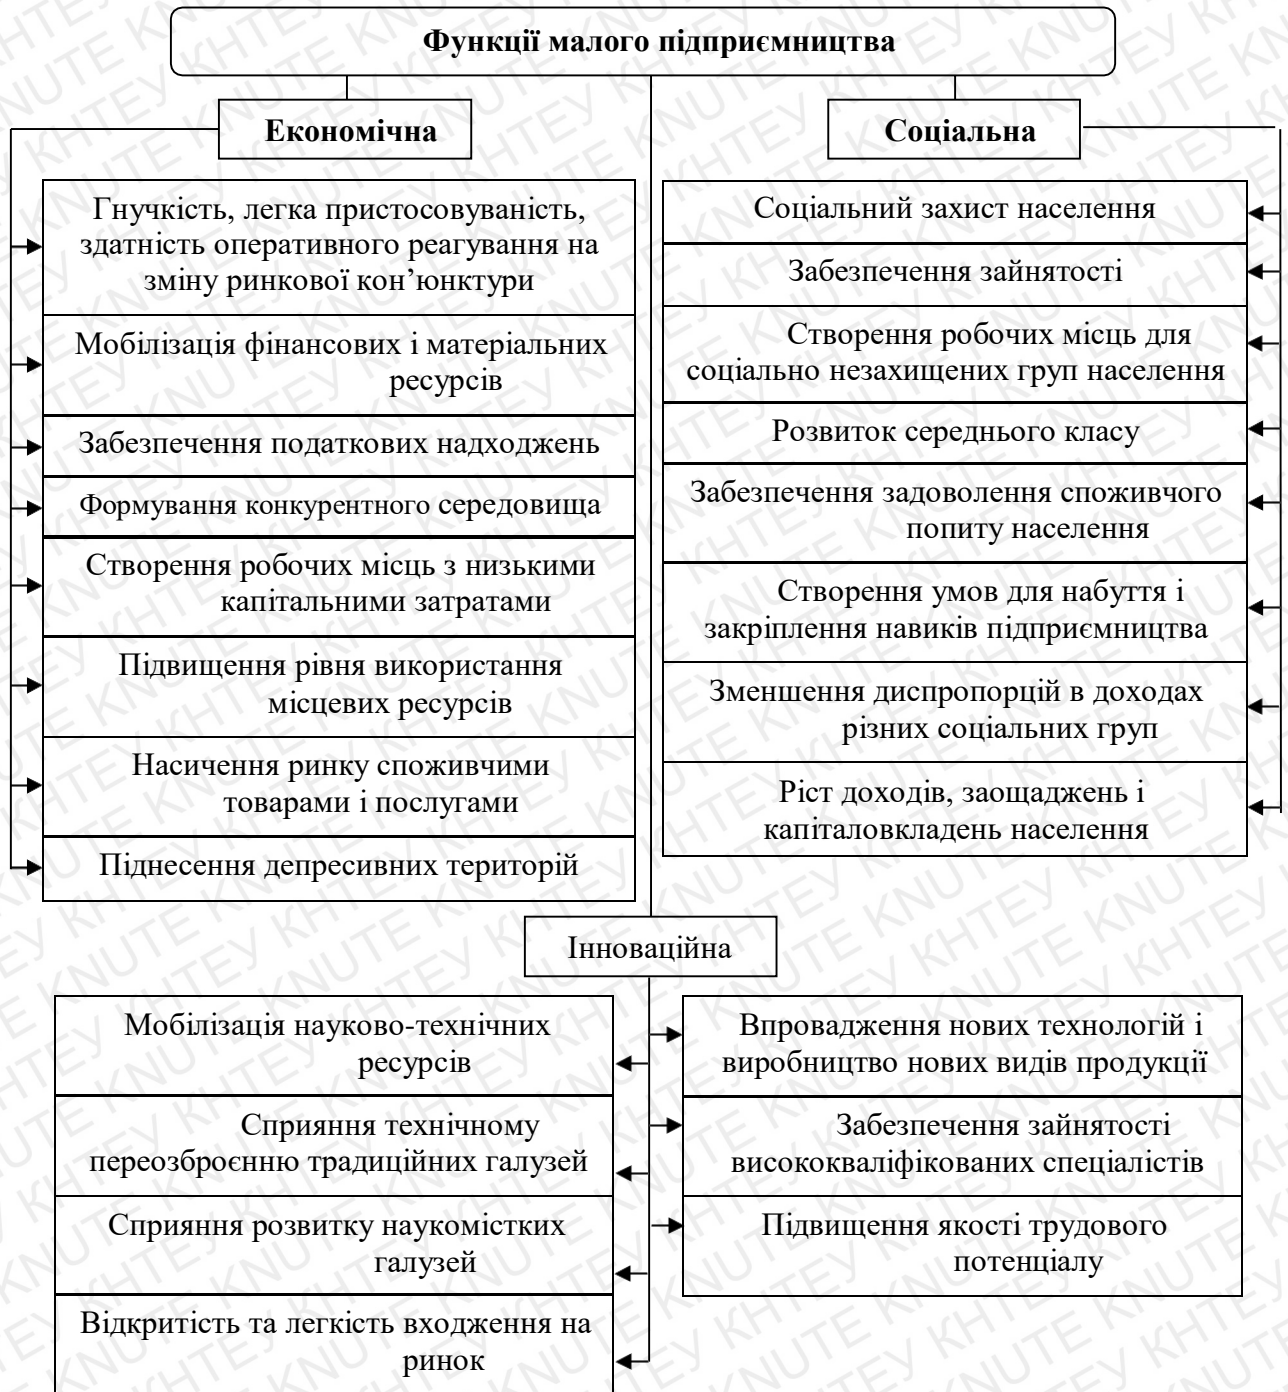 Функції малого підприємництва
Економічна
Гнучкість, легка пристосовуваність,
здатність оперативного реагування на
зміну ринкової кон’юнктури
Мобілізація фінансових і матеріальних
ресурсів
Забезпечення податкових надходжень
Формування конкурентного середовища
Створення робочих місць з низькими
капітальними затратами
Підвищення рівня використання
місцевих ресурсів
Насичення ринку споживчими
товарами і послугами
Піднесення депресивних територій
Соціальна
Соціальний захист населення
Забезпечення зайнятості
Створення робочих місць для
соціально незахищених груп населення
Розвиток середнього класу
Забезпечення задоволення споживчого
попиту населення
Створення умов для набуття і
закріплення навиків підприємництва
Зменшення диспропорцій в доходах
різних соціальних груп
Ріст доходів, заощаджень і
капіталовкладень населення
Інноваційна
Мобілізація науково-технічних
ресурсів
Сприяння технічному
переозброєнню традиційних галузей
Сприяння розвитку наукомістких
галузей
Відкритість та легкість входження на
ринок
Впровадження нових технологій і
виробництво нових видів продукції
Забезпечення зайнятості
висококваліфікованих спеціалістів
Підвищення якості трудового
потенціалу
KNUTE КНТЕУ